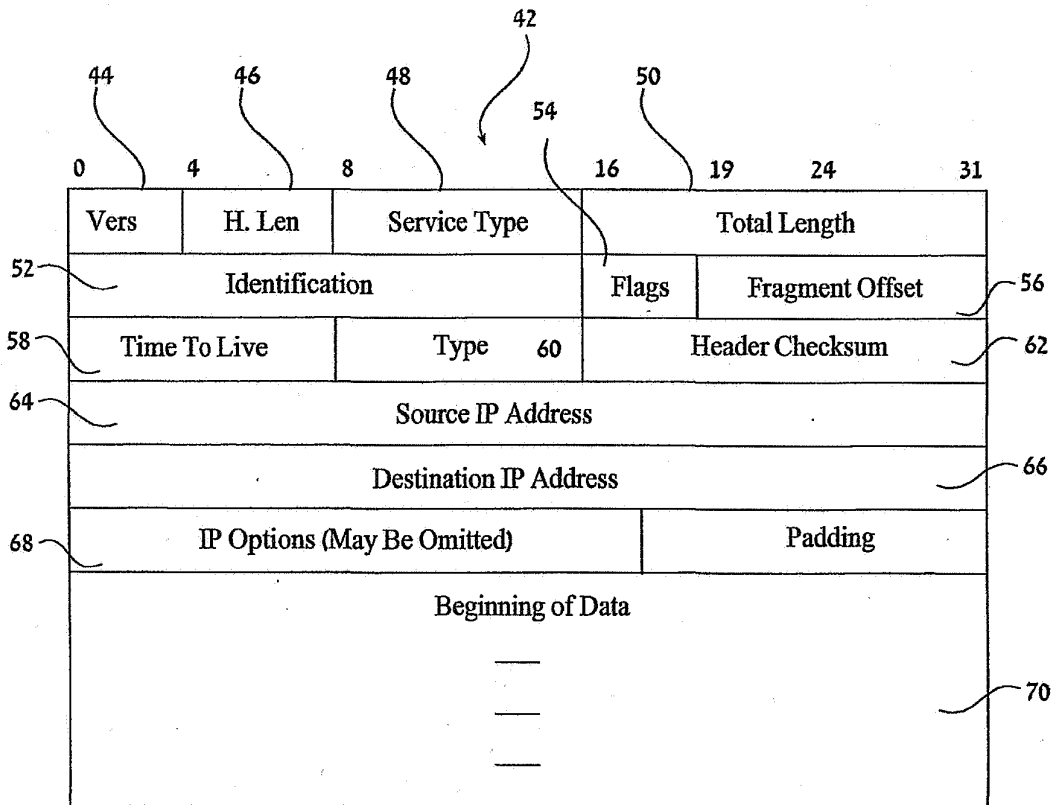 42
44 46 48 54 50
0 4 8 16 19 24 31
Vers H. Len Service Type Total Length
52 Identification Flags Fragment Offset 56
58 Time To Live Type 60 Header Checksum 62
64 Source IP Address
Destination IP Address 66
68 IP Options (May Be Omitted) Padding
Beginning of Data
70